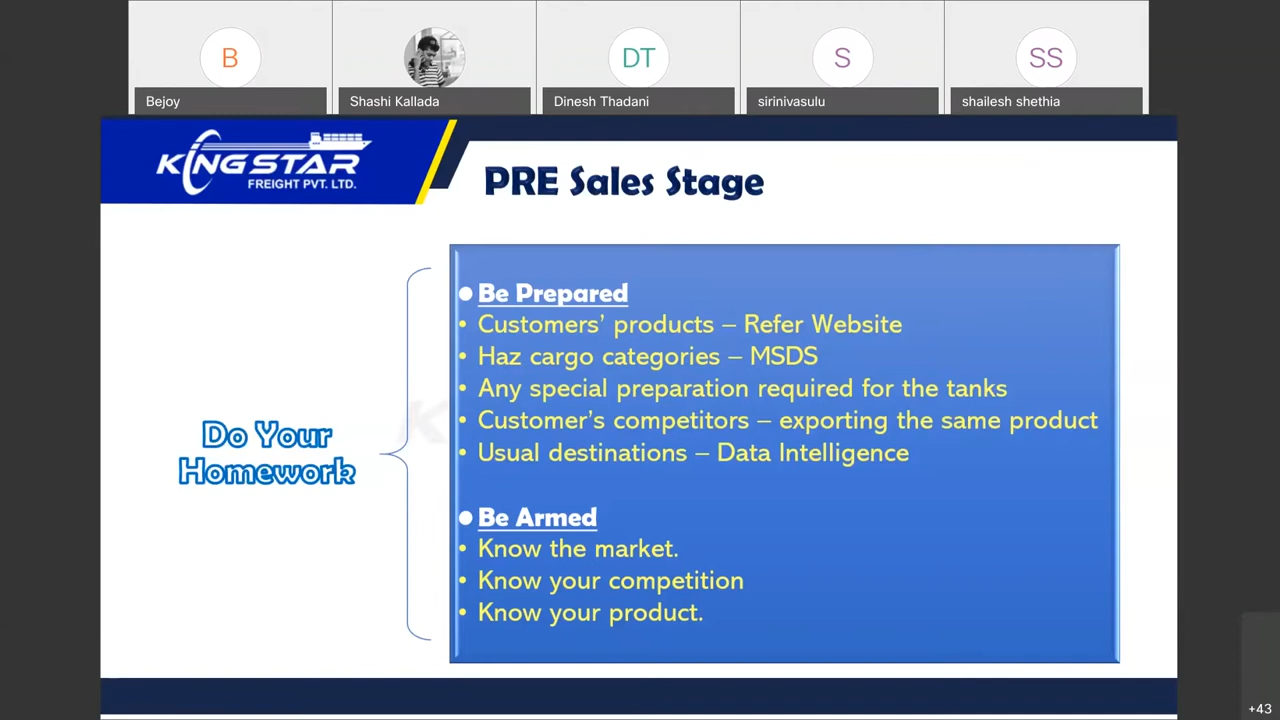 B
DT
S
SS
Bejoy
Shashi Kallada
Dinesh Thadani
sirinivasulu
shailesh shethia
KINGSTAR
FREIGHT PVT. LTD.
PRE Sales Stage
Do Your
Homework
• Be Prepared
• Customers' products – Refer Website
• Haz cargo categories – MSDS
• Any special preparation required for the tanks
• Customer's competitors – exporting the same product
• Usual destinations – Data Intelligence
• Be Armed
• Know the market.
• Know your competition
• Know your product.
+43